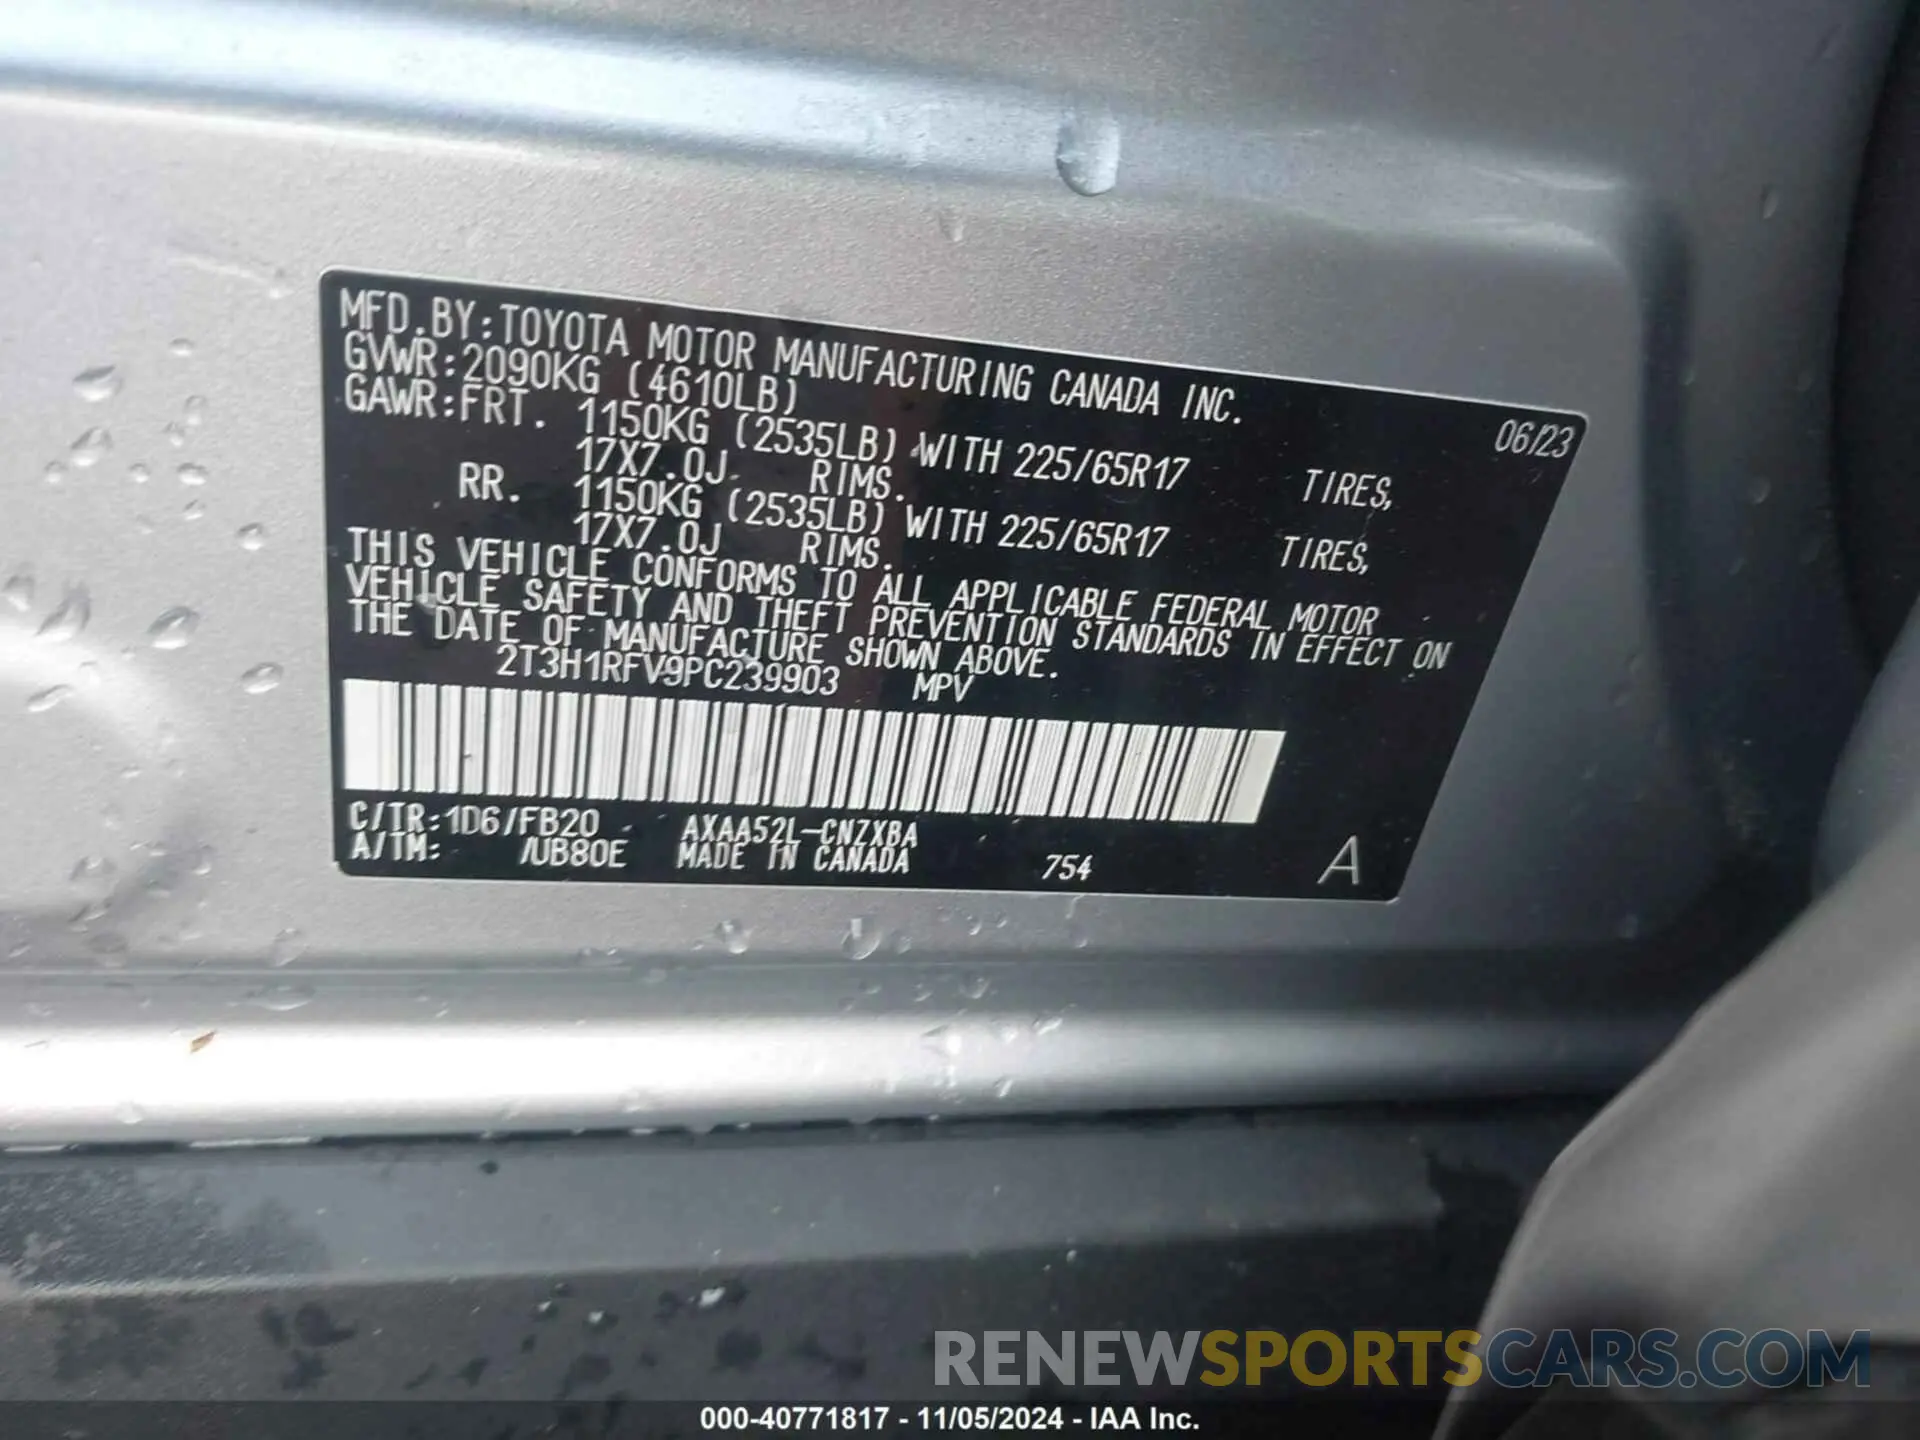 MFD.BY:TOYOTA MOTOR MANUFACTURING CANADA INC.
GVWR:2090KG (4610LB) 06/23
GAWR:FRT. 1150KG (2535LB) WITH 225/65R17 TIRES,
17X7.0J RIMS.
RR. 1150KG (2535LB) WITH 225/65R17 TIRES,
17X7.0J RIMS.
THIS VEHICLE CONFORMS TO ALL APPLICABLE FEDERAL MOTOR
VEHICLE SAFETY AND THEFT PREVENTION STANDARDS IN EFFECT ON
THE DATE OF MANUFACTURE SHOWN ABOVE.
2T3H1RFV9PC239903 MPV
C/TR:1D6/FB20 AXAA52L-CNZXBA
A/TM: /UB80E MADE IN CANADA 754 A
RENEWSPORTSCARS.COM
000-40771817 - 11/05/2024 - IAA Inc.